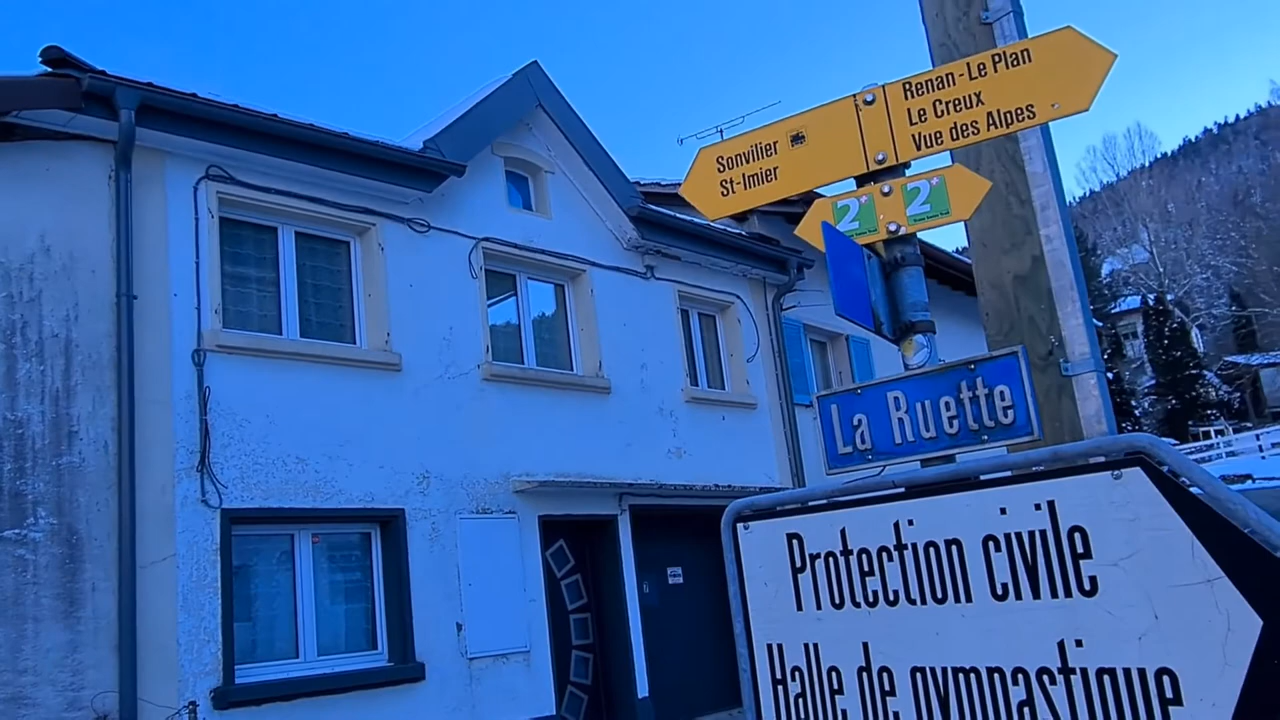 Renan - Le Plan
Le Creux
Vue des Alpes
Sonvilier
St-Imier
2+
2+
La Ruette
Protection civile
Halle de gymnastique